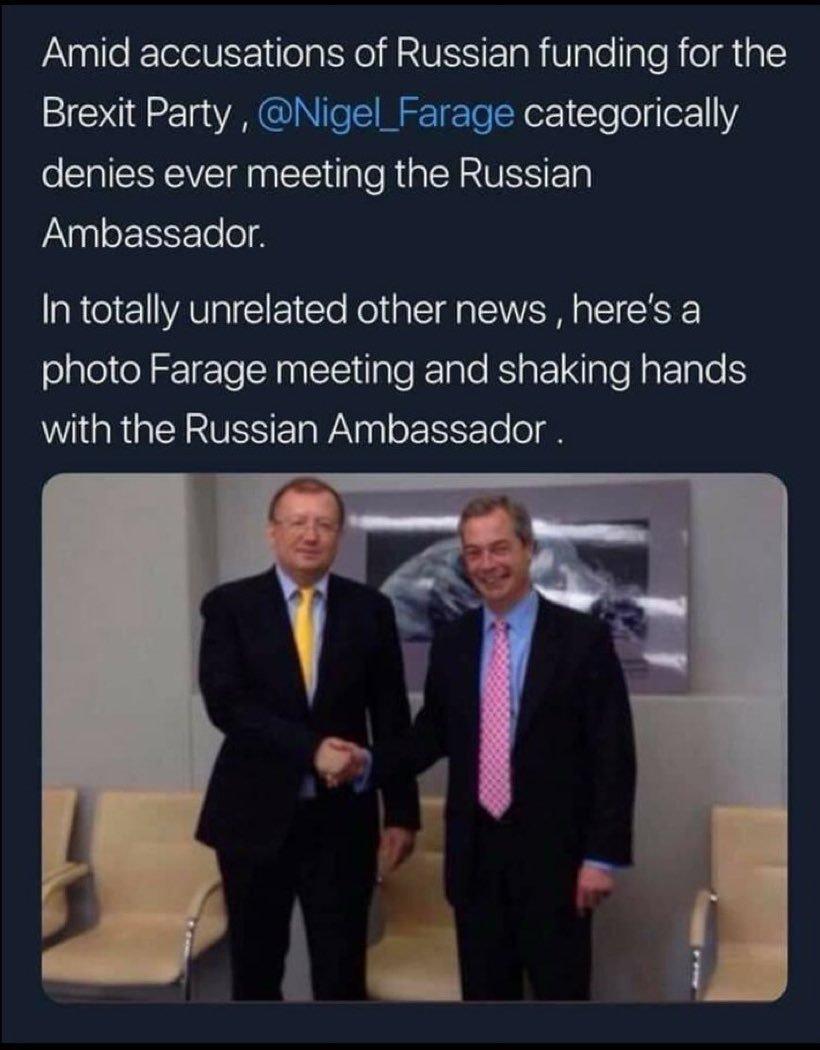 Amid accusations of Russian funding for the
Brexit Party , @Nigel_Farage categorically
denies ever meeting the Russian
Ambassador.
In totally unrelated other news , here's a
photo Farage meeting and shaking hands
with the Russian Ambassador .